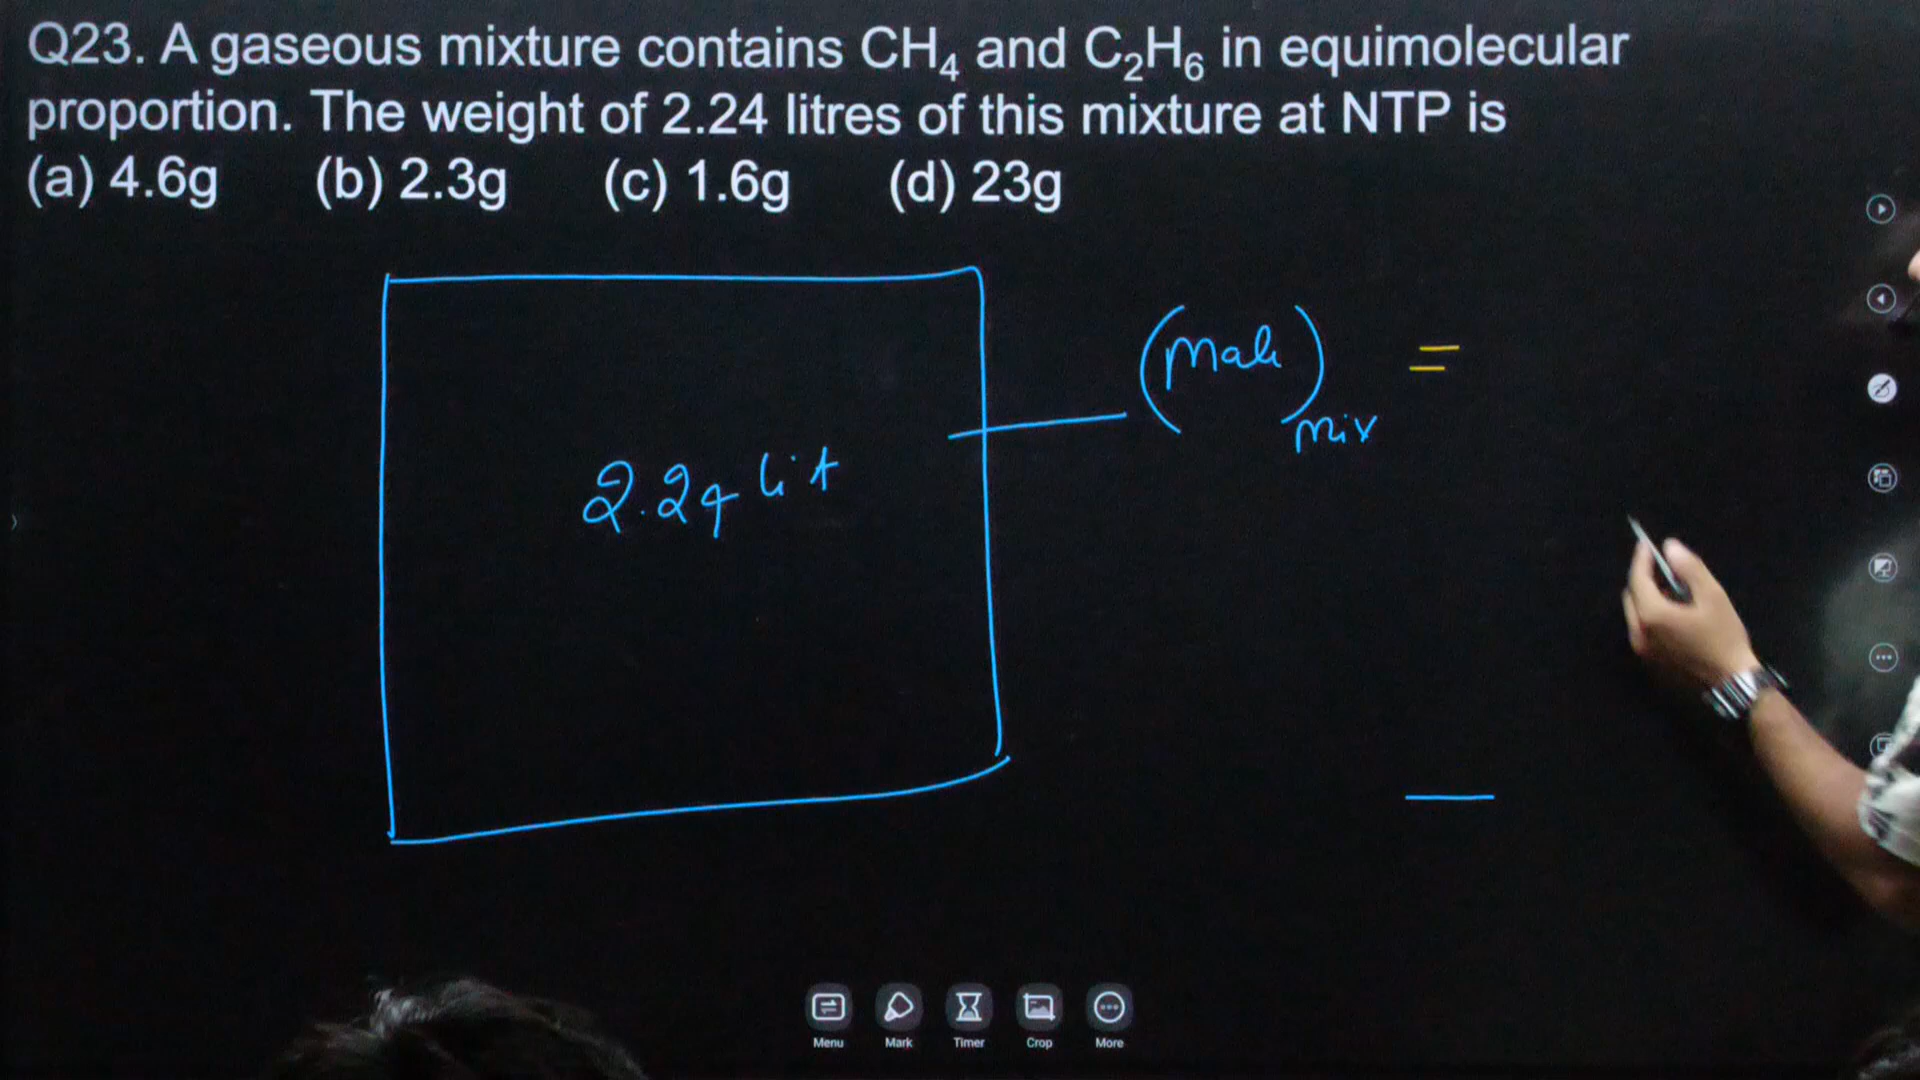 Q23. A gaseous mixture contains CH₄ and C₂H₆ in equimolecular
proportion. The weight of 2.24 litres of this mixture at NTP is
(a) 4.6g (b) 2.3g (c) 1.6g (d) 23g
(mole)mix =
2.24 lit
Menu Mark Timer Crop More